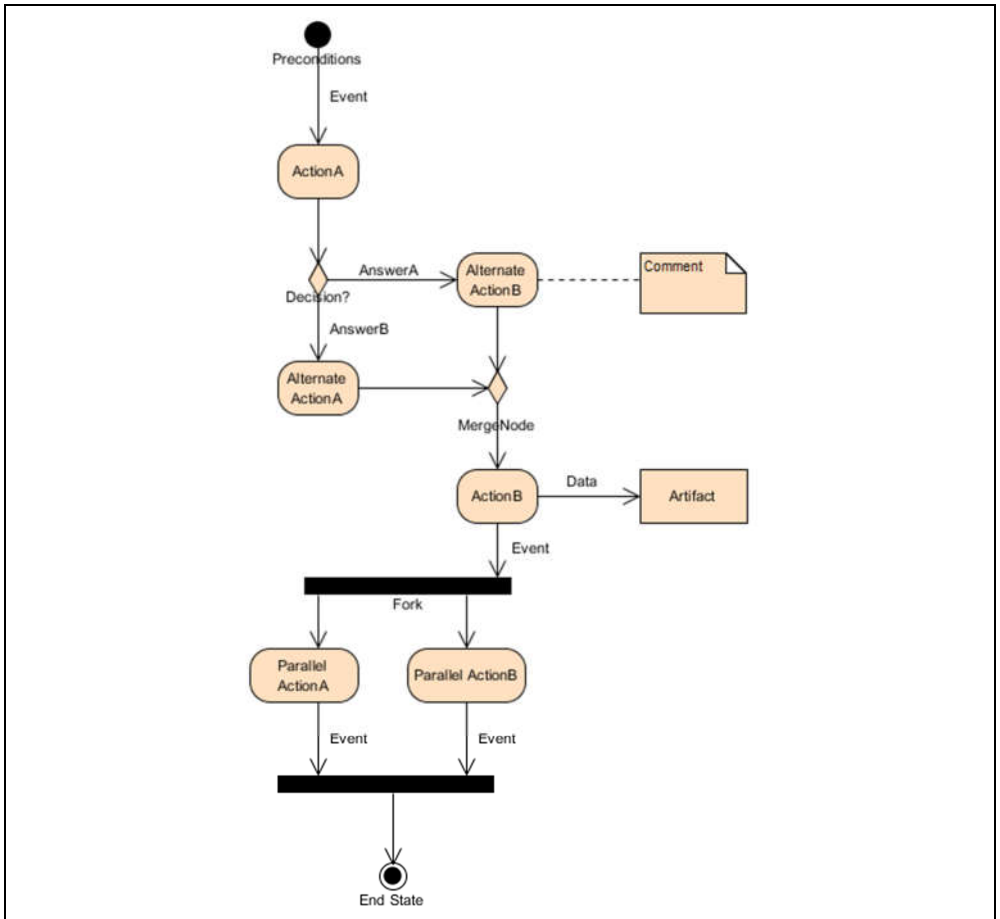 Preconditions
Event
ActionA
AnswerA
Alternate
ActionB
Comment
Decision?
AnswerB
Alternate
ActionA
MergeNode
ActionB
Data
Artifact
Event
Fork
Parallel
ActionA
Parallel ActionB
Event
Event
End State